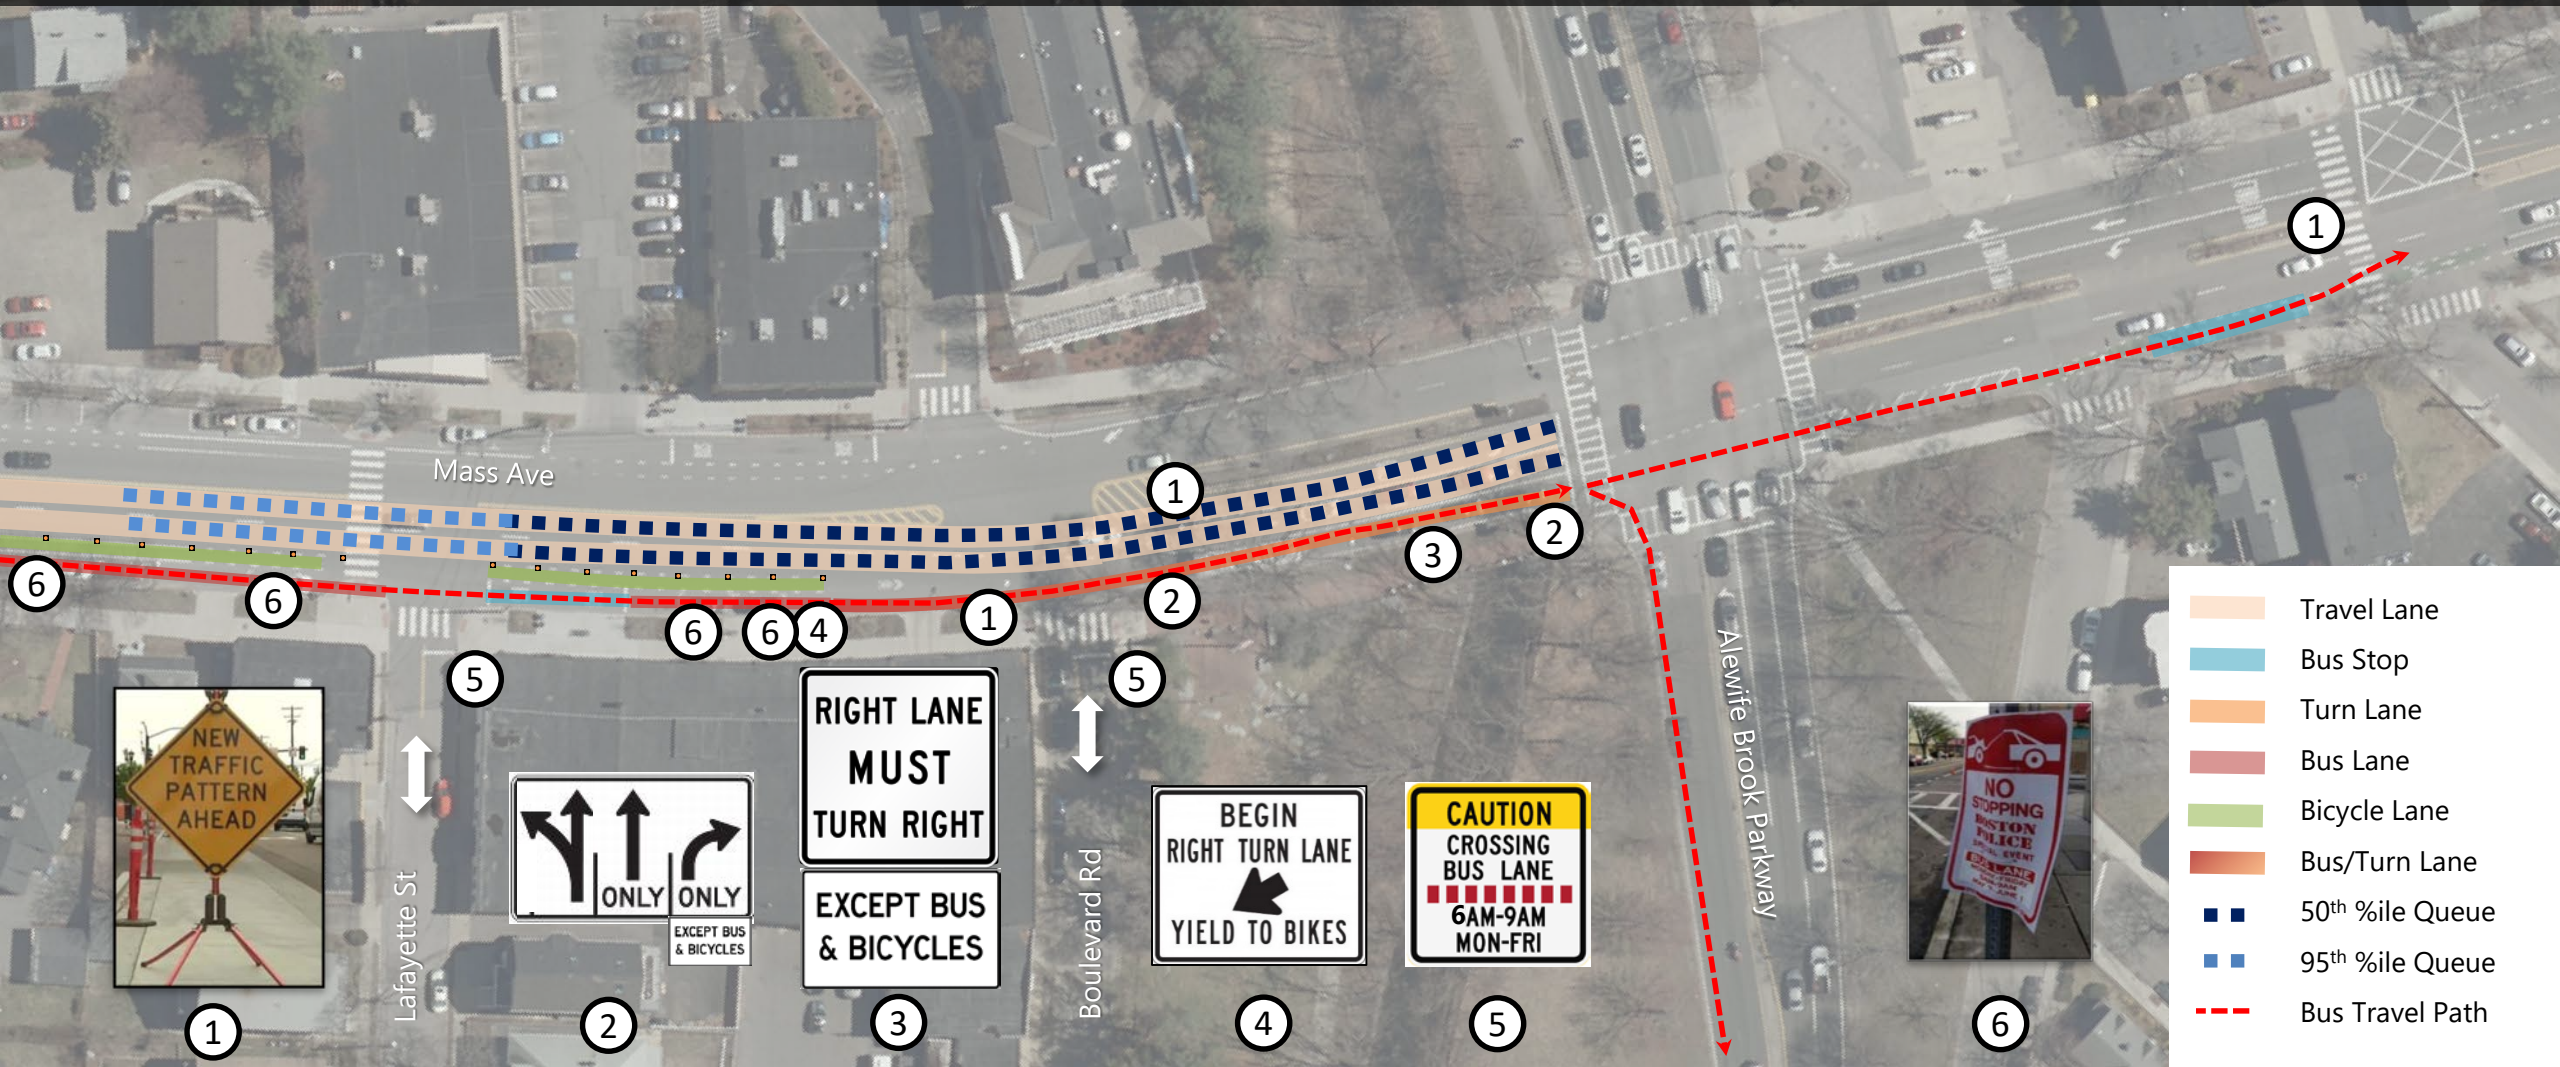 1
Mass Ave
1
2
3
6
6
6
6
4
1
2
5
5
Lafayette St
Boulevard Rd
Alewife Brook Parkway
NEW
TRAFFIC
PATTERN
AHEAD
1
ONLY
ONLY
EXCEPT BUS
& BICYCLES
2
RIGHT LANE
MUST
TURN RIGHT
EXCEPT BUS
& BICYCLES
3
BEGIN
RIGHT TURN LANE
YIELD TO BIKES
4
CAUTION
CROSSING
BUS LANE
6AM-9AM
MON-FRI
5
NO
STOPPING
BOSTON
POLICE
EVENT
BUS LANE
6
Travel Lane
Bus Stop
Turn Lane
Bus Lane
Bicycle Lane
Bus/Turn Lane
50th %ile Queue
95th %ile Queue
Bus Travel Path